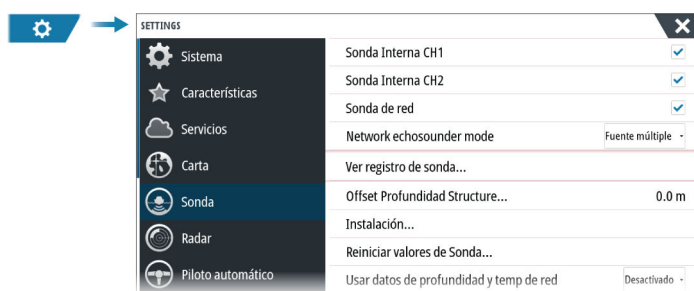 SETTINGS
Sistema
Características
Servicios
Carta
Sonda
Radar
Piloto automático
Sonda Interna CH1
Sonda Interna CH2
Sonda de red
Network echosounder mode Fuente múltiple
Ver registro de sonda...
Offset Profundidad Structure... 0.0 m
Instalación...
Reiniciar valores de Sonda...
Usar datos de profundidad y temp de red Desactivado